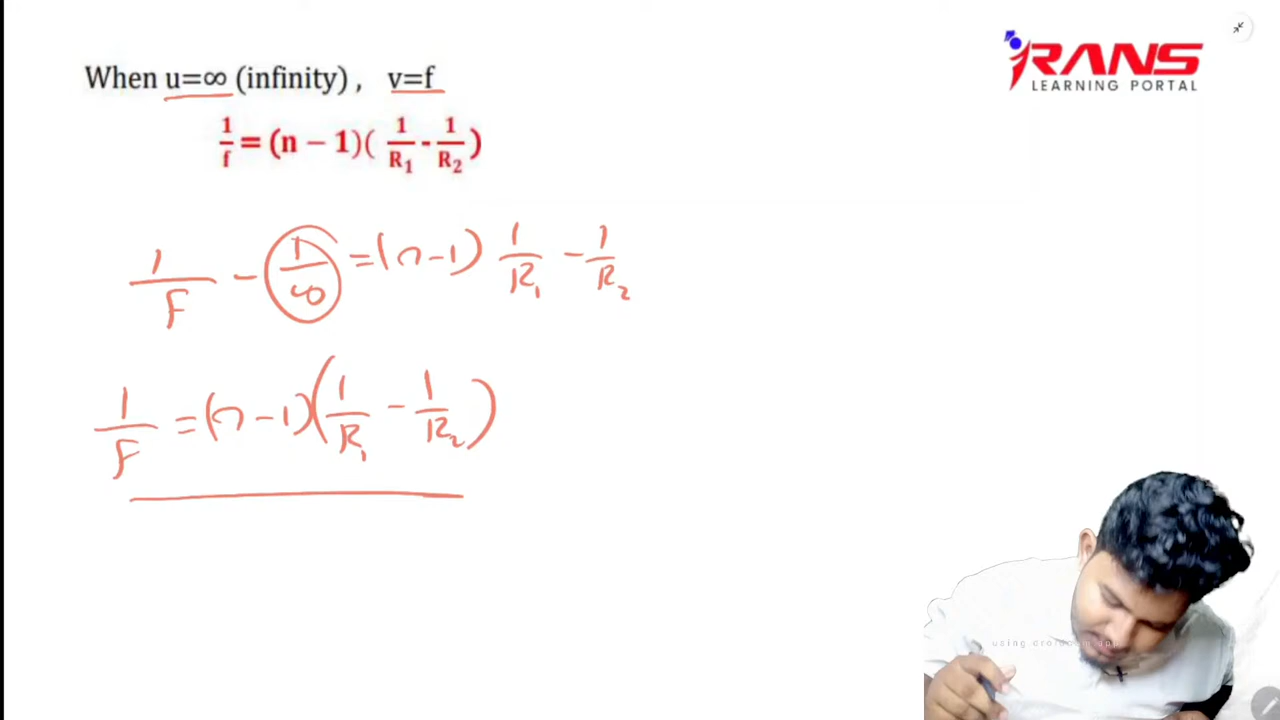 When u=∞ (infinity) , v=f
1/f = (n − 1)( 1/R₁ - 1/R₂ )
1/F − 1/∞ = (n−1) 1/R₁ − 1/R₂
1/F = (n−1)(1/R₁ − 1/R₂)
RANS
LEARNING PORTAL